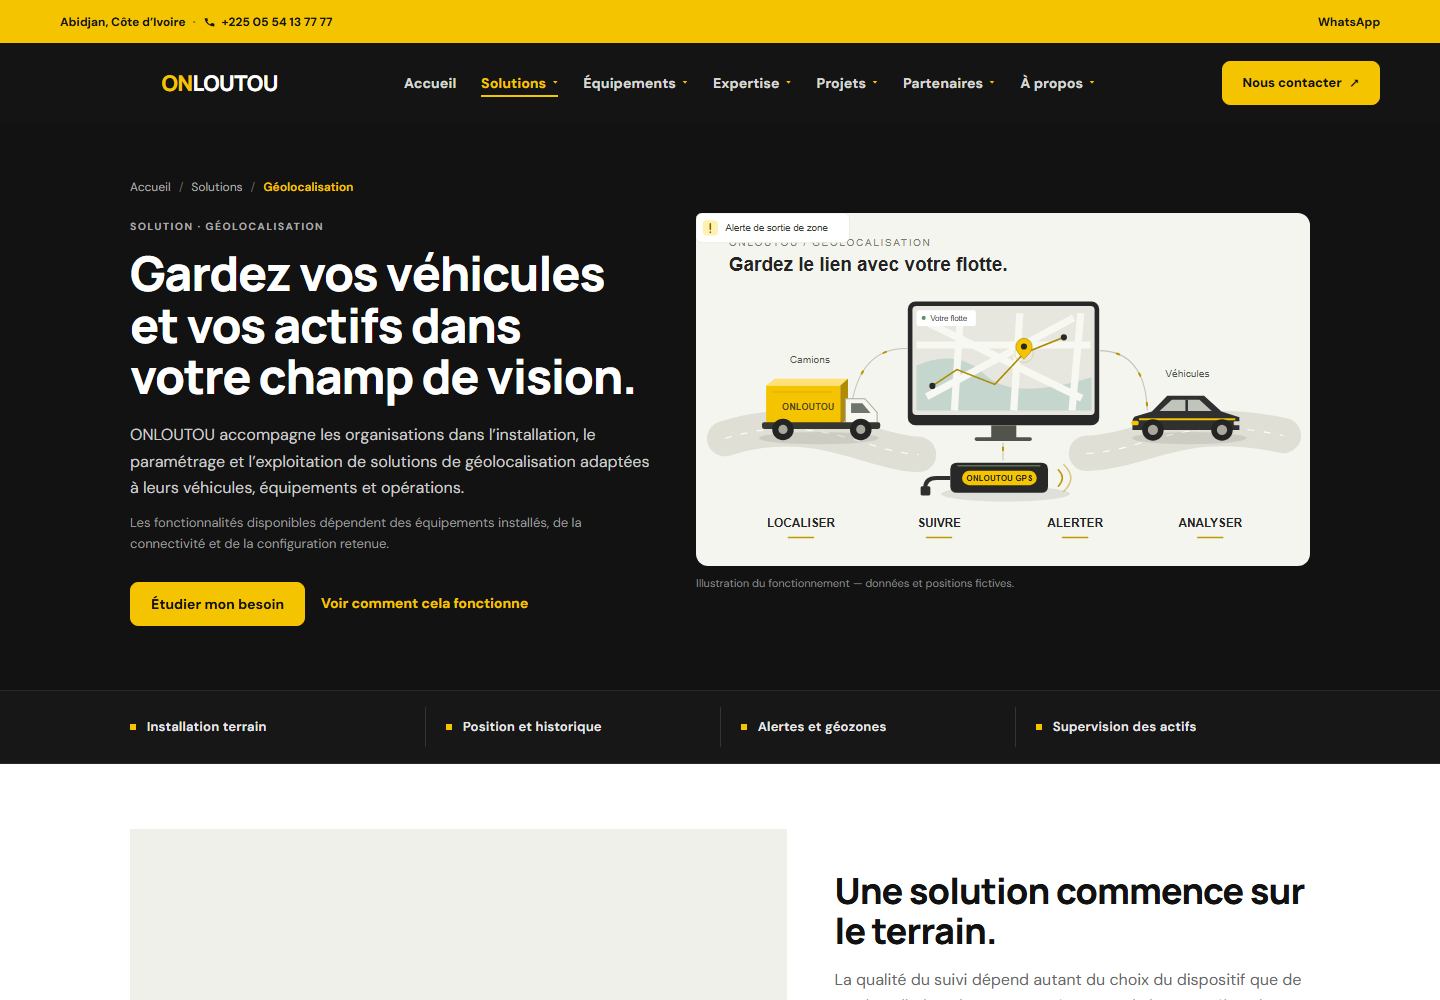 Abidjan, Côte d’Ivoire · +225 05 54 13 77 77
WhatsApp
ONLOUTOU
Accueil
Solutions
Équipements
Expertise
Projets
Partenaires
À propos
Nous contacter ↗
Accueil / Solutions / Géolocalisation
SOLUTION · GÉOLOCALISATION
Gardez vos véhicules
et vos actifs dans
votre champ de vision.
ONLOUTOU accompagne les organisations dans l’installation, le
paramétrage et l’exploitation de solutions de géolocalisation adaptées
à leurs véhicules, équipements et opérations.
Les fonctionnalités disponibles dépendent des équipements installés, de la
connectivité et de la configuration retenue.
Étudier mon besoin
Voir comment cela fonctionne
! Alerte de sortie de zone
ONLOUTOU / GÉOLOCALISATION
Gardez le lien avec votre flotte.
Votre flotte
Camions
Véhicules
ONLOUTOU
ONLOUTOU GPS
LOCALISER
SUIVRE
ALERTER
ANALYSER
Illustration du fonctionnement — données et positions fictives.
Installation terrain
Position et historique
Alertes et géozones
Supervision des actifs
Une solution commence sur
le terrain.
La qualité du suivi dépend autant du choix du dispositif que de